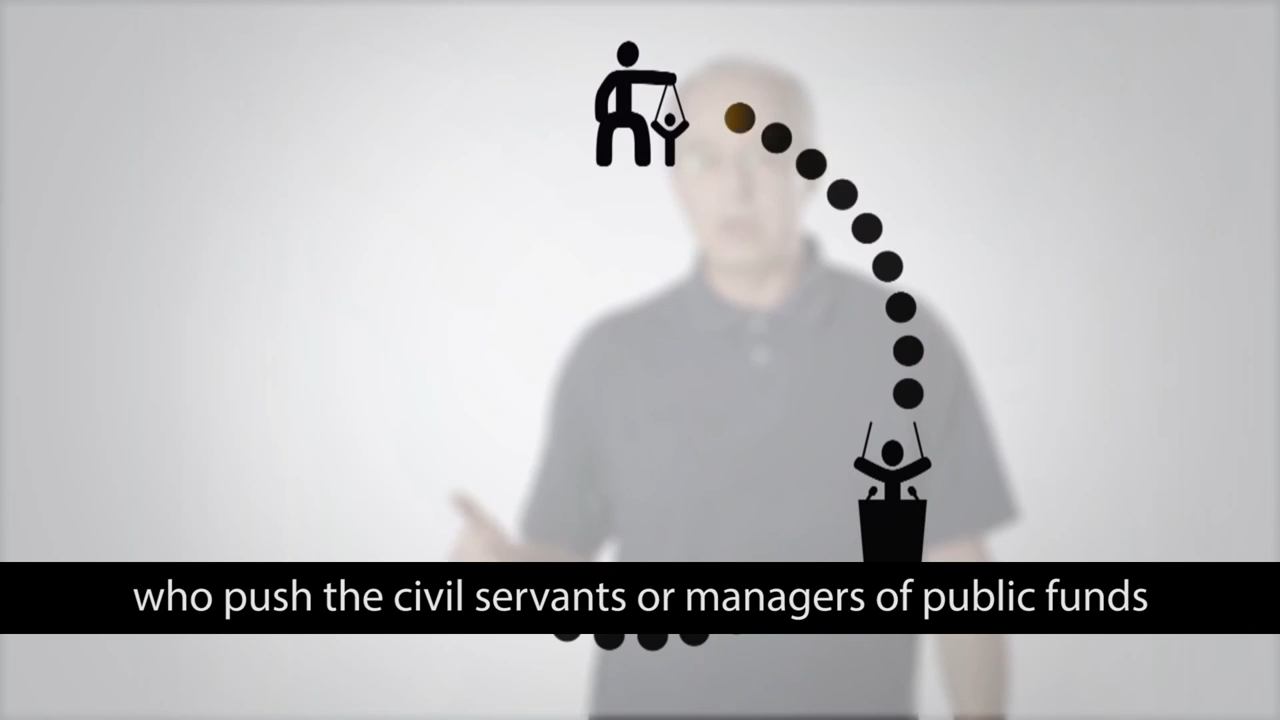 who push the civil servants or managers of public funds